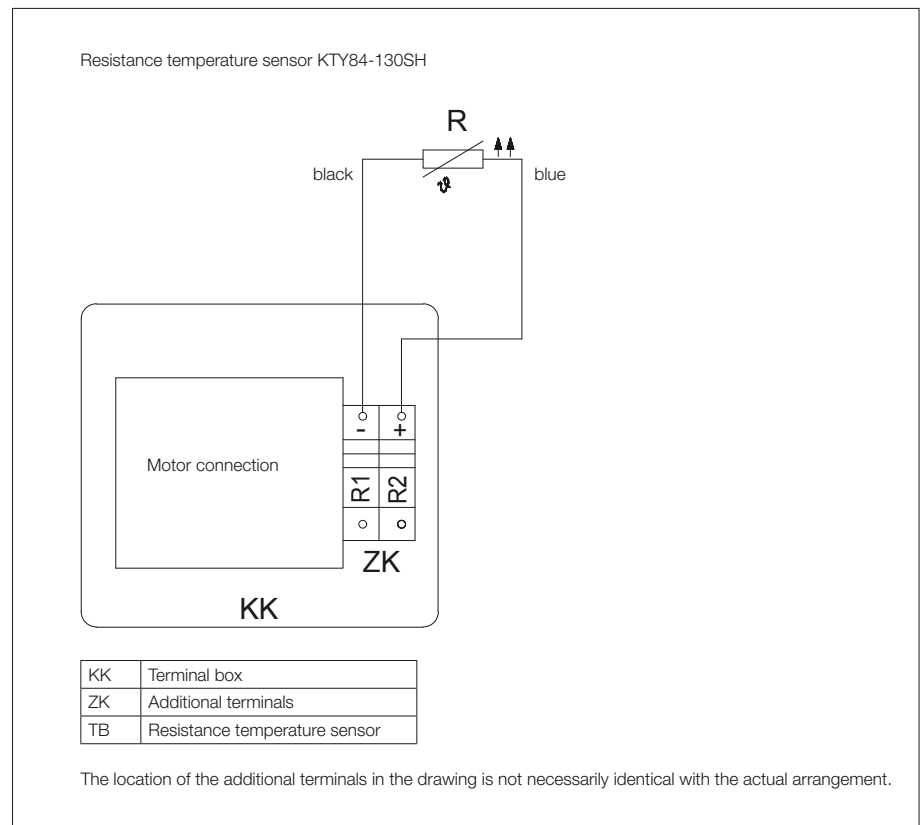 Resistance temperature sensor KTY84-130SH
R
black
blue
ϑ
- +
Motor connection
R1 R2
ZK
KK
KK Terminal box
ZK Additional terminals
TB Resistance temperature sensor
The location of the additional terminals in the drawing is not necessarily identical with the actual arrangement.